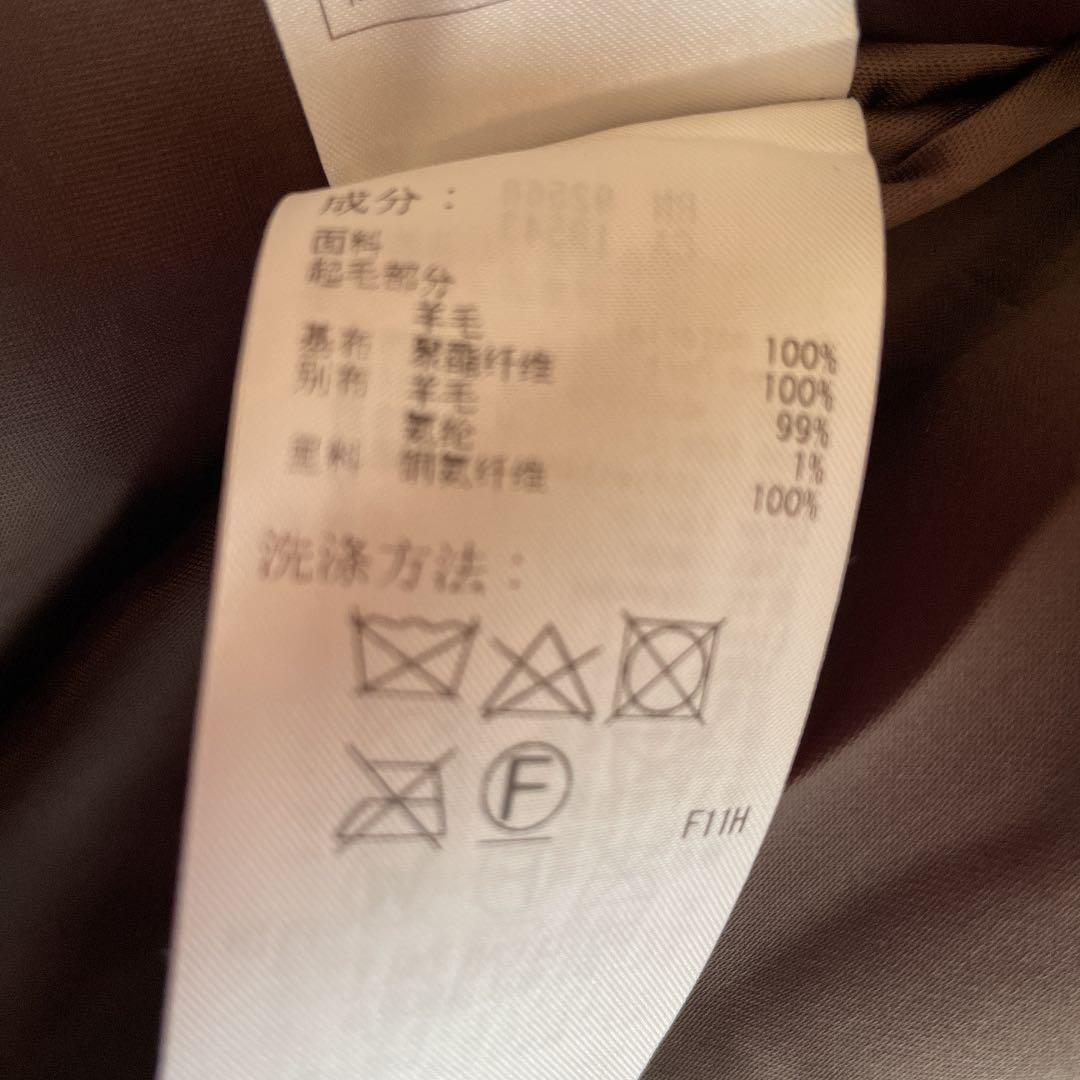 成分：
面料
起毛部分
羊毛 100%
基布 聚酯纤维 100%
别布 羊毛 99%
氨纶 1%
里料 铜氨纤维 100%
洗涤方法：
F
F11H